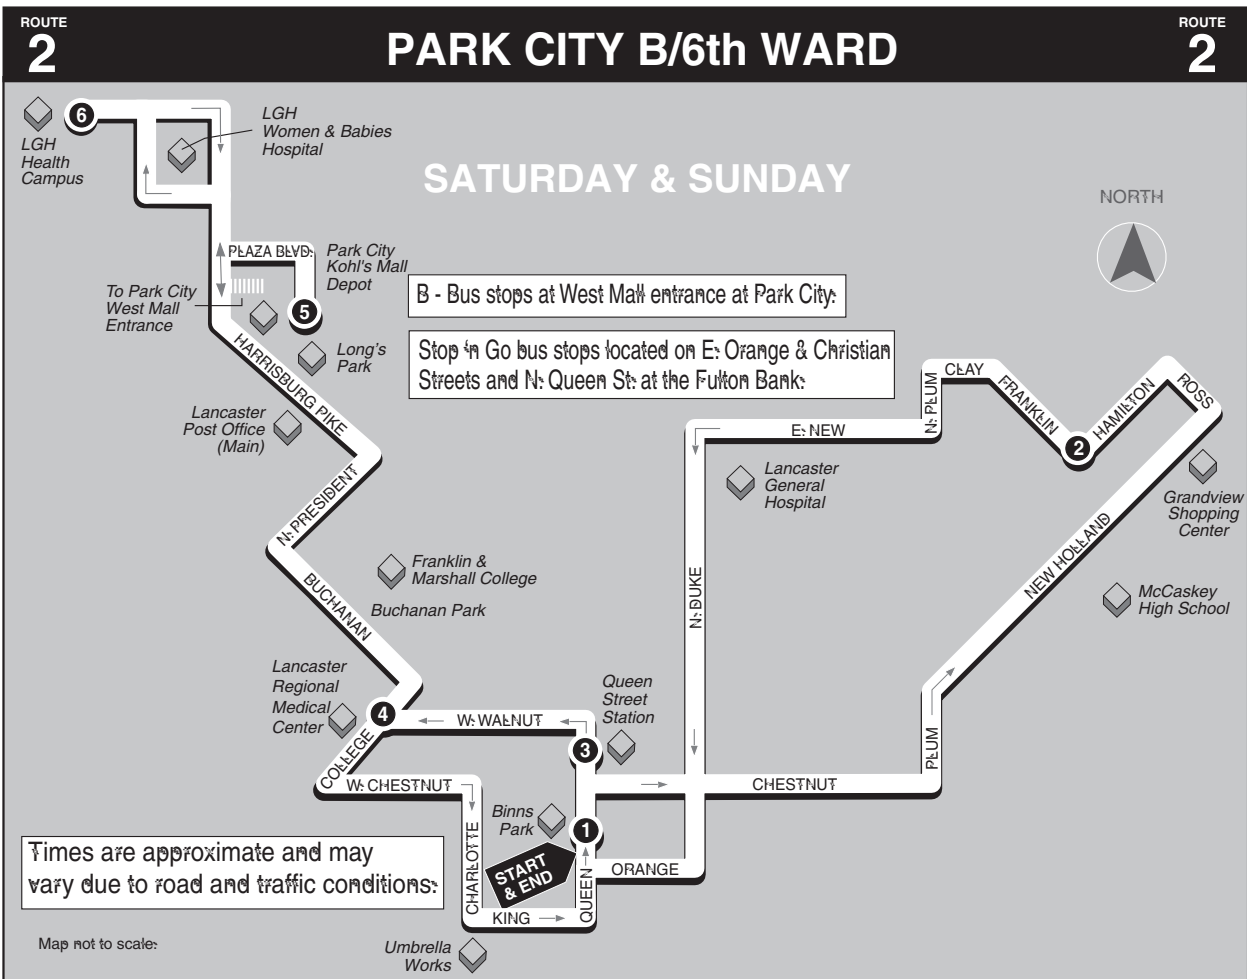 ROUTE
2
PARK CITY B/6th WARD
ROUTE
2
6
LGH
Health
Campus
LGH
Women & Babies
Hospital
SATURDAY & SUNDAY
NORTH
PLAZA BLVD.
Park City
Kohl's Mall
Depot
To Park City
West Mall
Entrance
5
B - Bus stops at West Mall entrance at Park City.
Stop 'n Go bus stops located on E. Orange & Christian
Streets and N. Queen St. at the Fulton Bank.
Long's
Park
HARRISBURG PIKE
Lancaster
Post Office
(Main)
N. PRESIDENT
BUCHANAN
Franklin &
Marshall College
Buchanan Park
E. NEW
N. PLUM
CLAY
FRANKLIN
2
HAMILTON
ROSS
Lancaster
General
Hospital
Grandview
Shopping
Center
NEW HOLLAND
McCaskey
High School
N. DUKE
Lancaster
Regional
Medical
Center
4
W. WALNUT
Queen
Street
Station
3
COLLEGE
W. CHESTNUT
CHESTNUT
PLUM
Binns
Park
1
START
& END
CHARLOTTE
QUEEN
ORANGE
KING
Times are approximate and may
vary due to road and traffic conditions.
Map not to scale.
Umbrella
Works